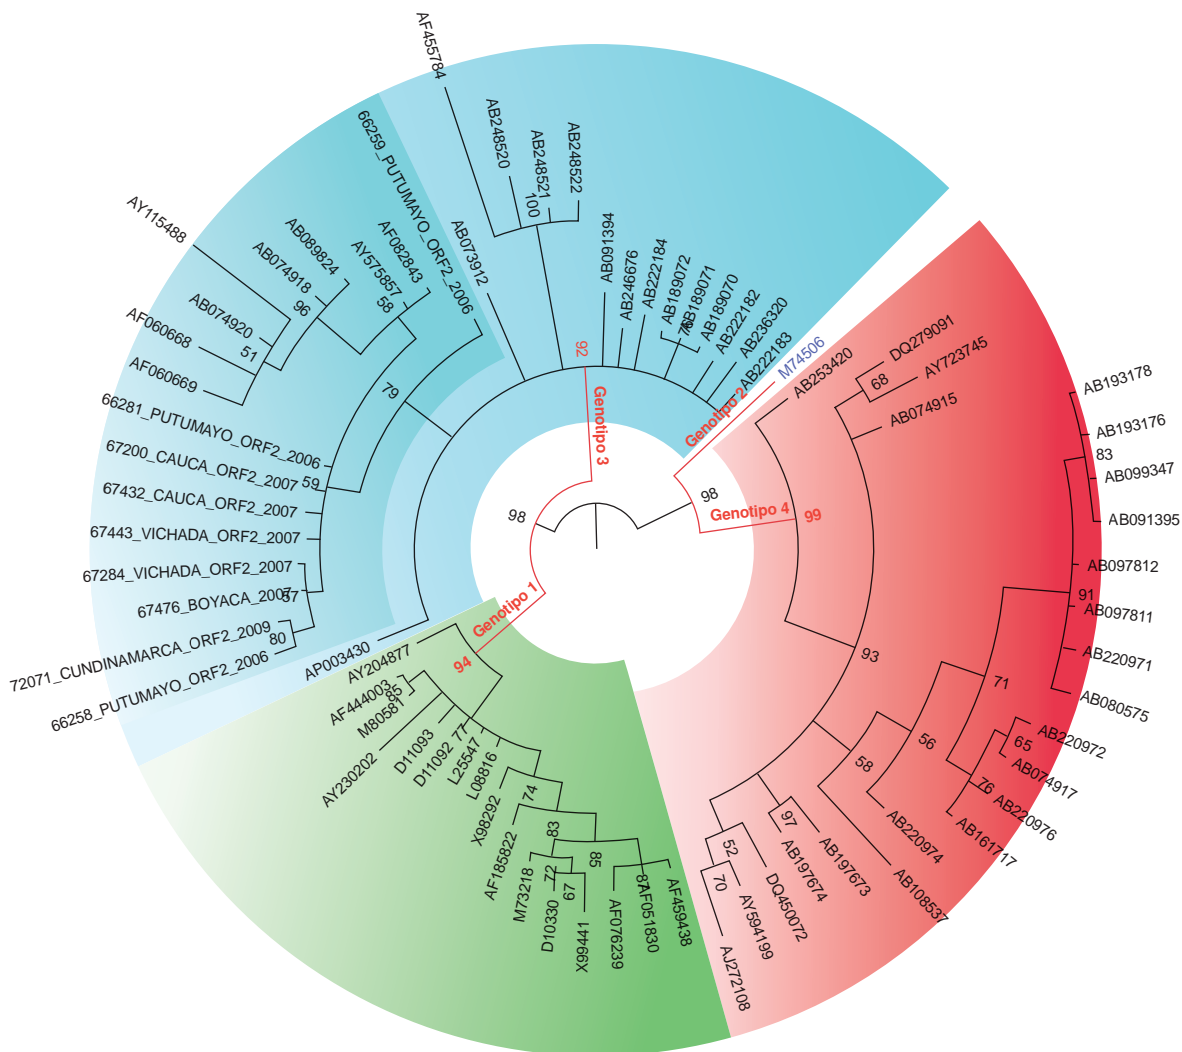 AF455784
AB248520
AB248521
AB248522
100
66259_PUTUMAYO_ORF2_2006
AB073912
AB091394
AB246676
AB222184
AB189072
AB189071
76
AB189070
AB222182
AB236320
AB222183
92
Genotipo 3
Genotipo 2
M74506
AY115488
AB089824
AB074918
96
AY575857
AF082843
58
AB074920
51
AF060668
AF060669
79
66281_PUTUMAYO_ORF2_2006
67200_CAUCA_ORF2_2007
59
67432_CAUCA_ORF2_2007
67443_VICHADA_ORF2_2007
67284_VICHADA_ORF2_2007
67476_BOYACA_2007
57
72071_CUNDINAMARCA_ORF2_2009
80
66258_PUTUMAYO_ORF2_2006
AP003430
98
98
Genotipo 4
99
Genotipo 1
94
AB253420
DQ279091
68
AY723745
AB074915
AB193178
AB193176
83
AB099347
AB091395
AB097812
91
AB097811
AB220971
AB080575
93
71
AB220972
65
AB074917
76
AB220976
AB161717
56
58
AB220974
AB108537
97
AB197673
AB197674
52
DQ450072
70
AY594199
AJ272108
AY204877
AF444003
85
M80581
AY230202
D11093
D11092
77
L25547
L08816
X98292
74
AF185822
83
M73218
72
D10330
67
X99441
85
AF076239
87
AF051830
AF459438